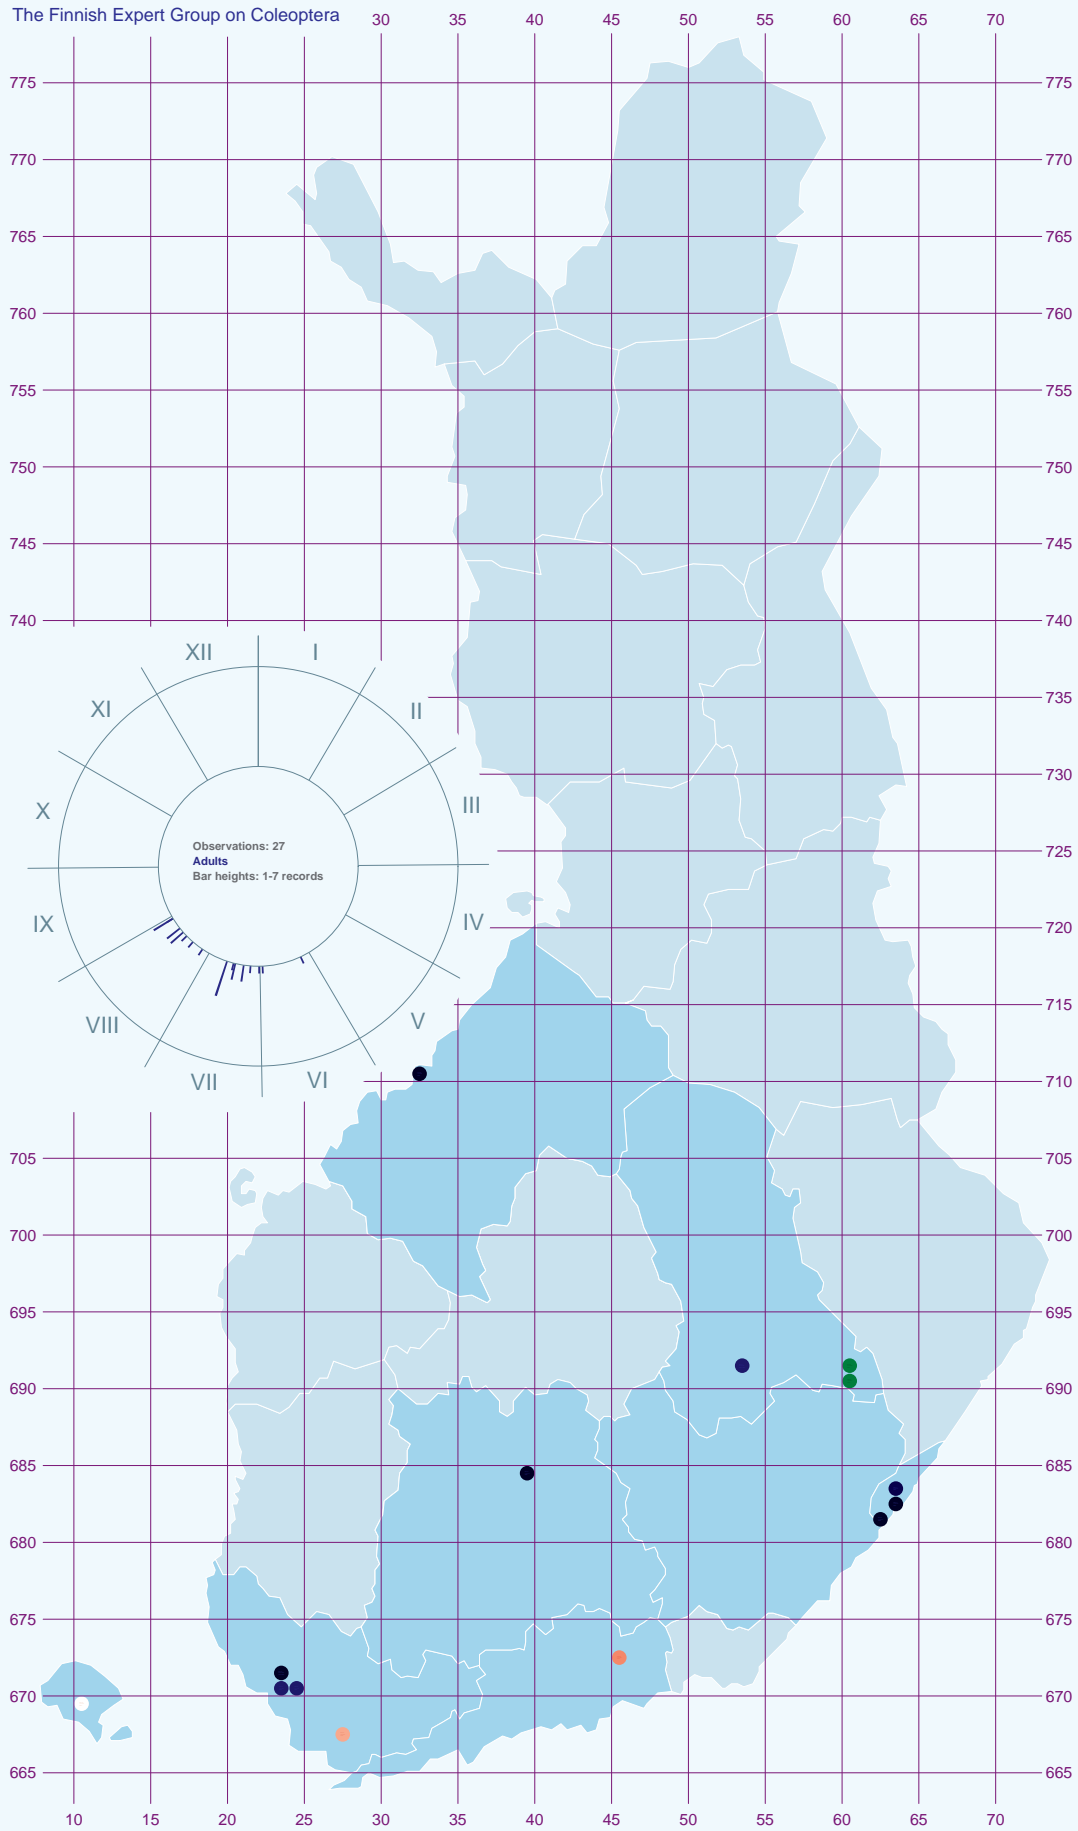 The Finnish Expert Group on Coleoptera
30 35 40 45 50 55 60 65 70
775 775
770 770
765 765
760 760
755 755
750 750
745 745
740 740
XII I
XI II
735
730
X III
Observations: 27
Adults
Bar heights: 1-7 records
725
IX IV
720
715
VIII V
VII VI
710
705 705
700 700
695 695
690 690
685 685
680 680
675 675
670 670
665 665
10 15 20 25 30 35 40 45 50 55 60 65 70